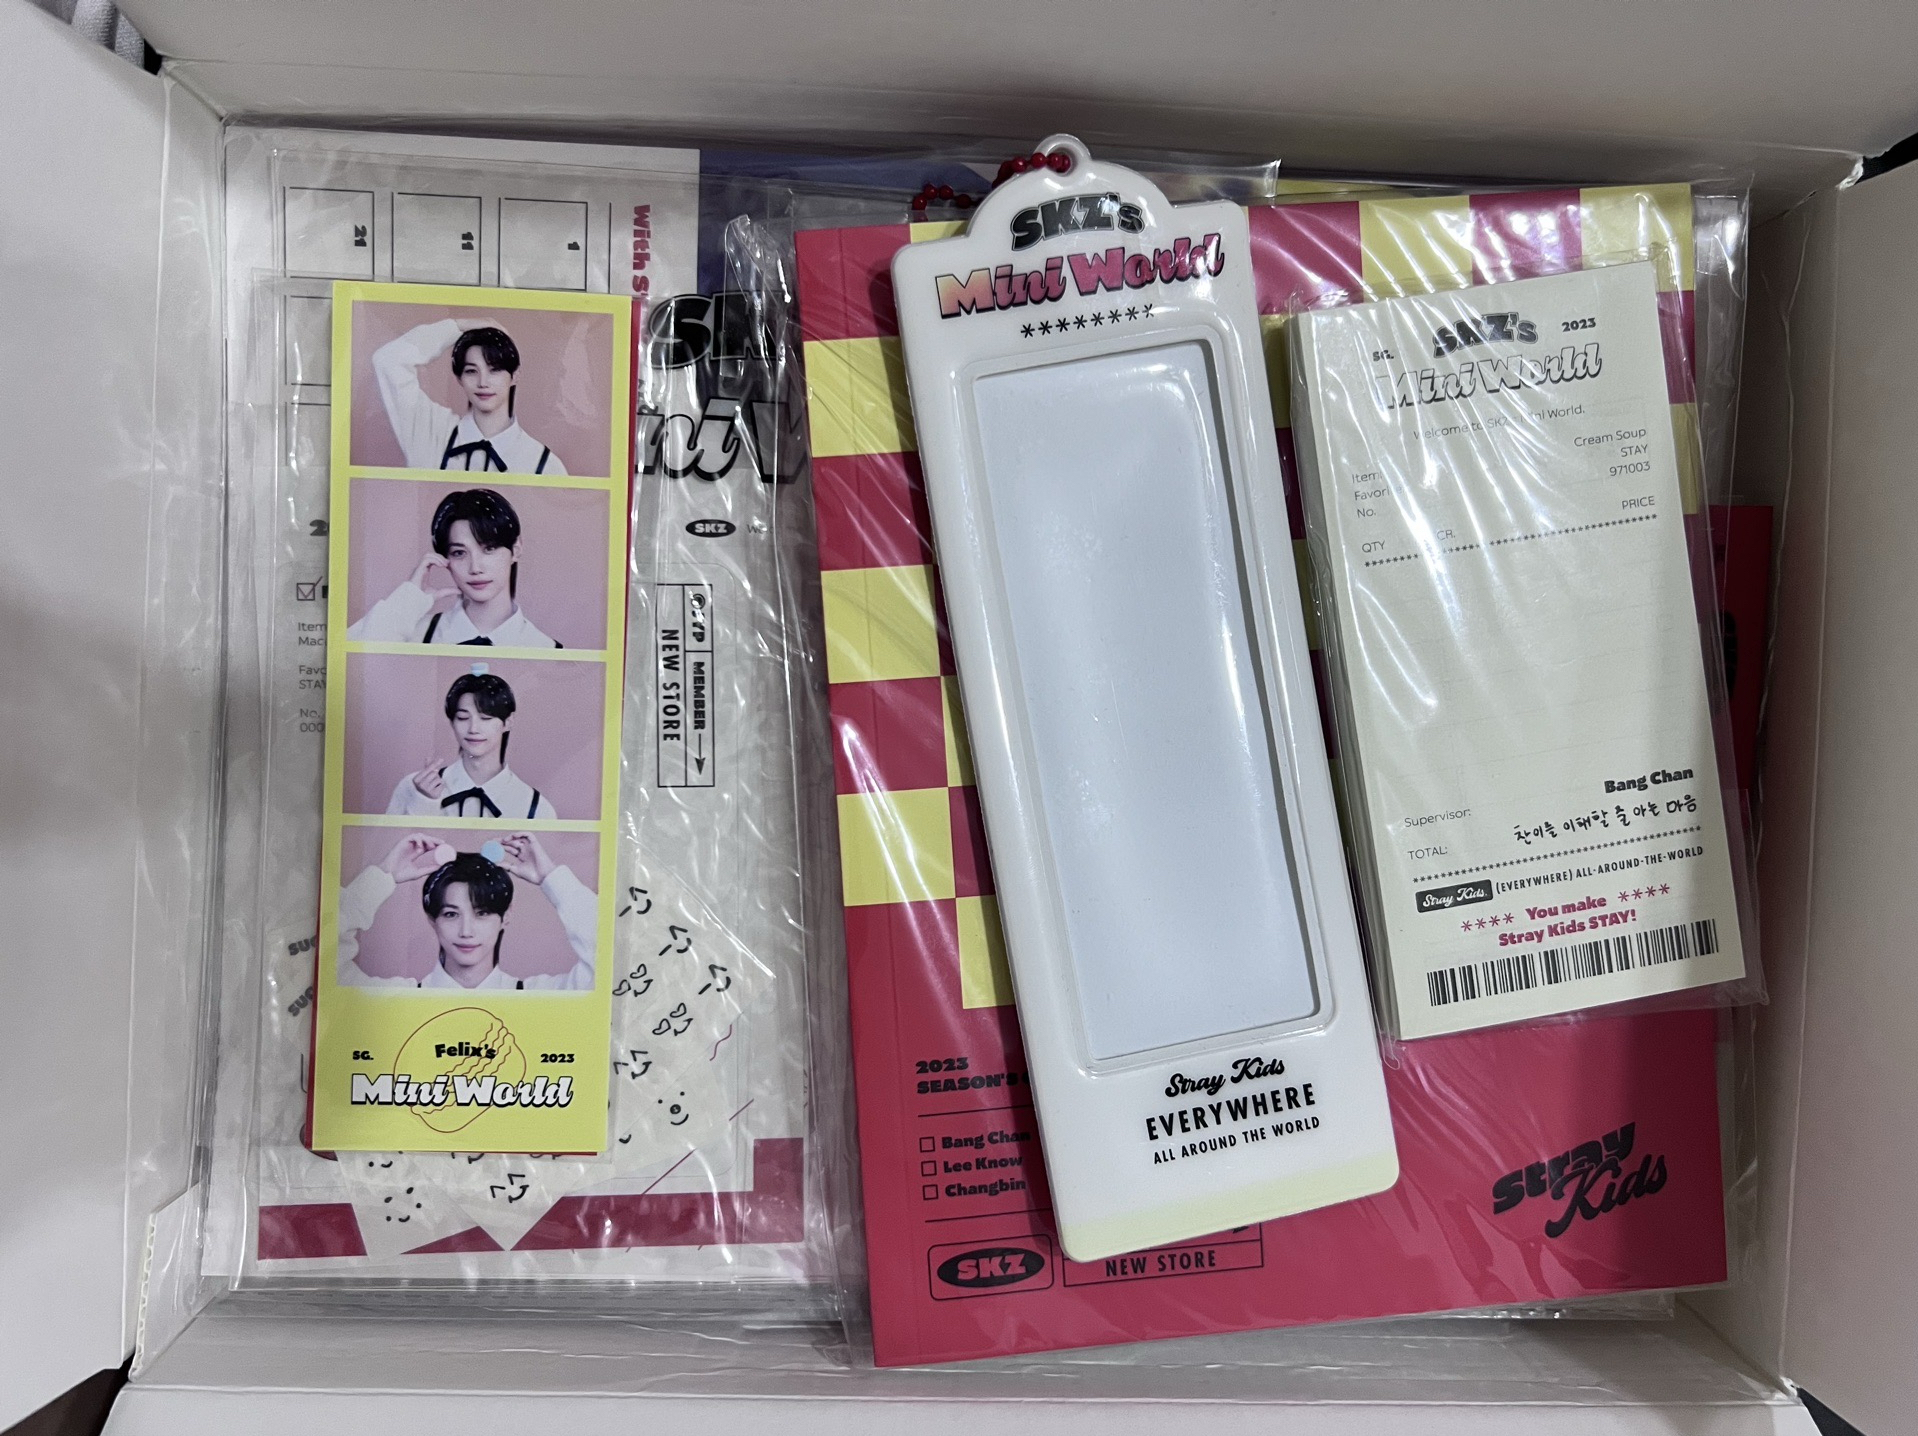 21
11
1
With S
SKZ
WO
©JYP MEMBER
NEW STORE
Item
Mac
Favo
STAY
No.
000
SG. Felix's 2023
Mini World
SKZ's
Mini World
********
Stray Kids
EVERYWHERE
ALL AROUND THE WORLD
2023
SEASON'S
Bang Chan
Lee Know
Changbin
SKZ
NEW STORE
Stray
Kids
SG. SKZ's 2023
Mini World
Welcome to SKZ's Mini World.
Item Cream Soup
Favorite STAY
No. 971003
QTY PRICE
Bang Chan
Supervisor:
TOTAL: 찬이를 이해할 줄 아는 마음
Stray Kids (EVERYWHERE) ALL-AROUND-THE-WORLD
**** You make ****
Stray Kids STAY!